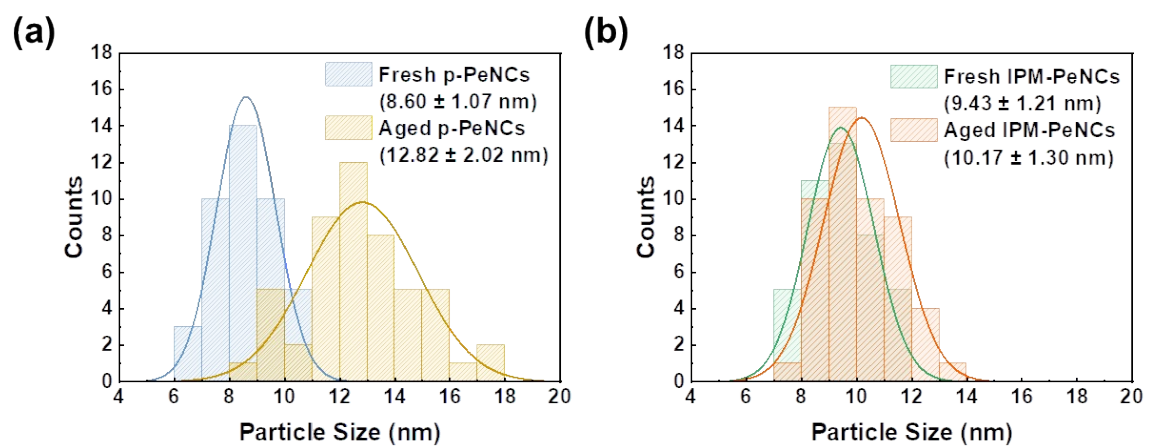 (a)
18
16
14
12
10
8
6
4
2
0
Counts
Fresh p-PeNCs
(8.60 ± 1.07 nm)
Aged p-PeNCs
(12.82 ± 2.02 nm)
4 6 8 10 12 14 16 18 20
Particle Size (nm)
(b)
18
16
14
12
10
8
6
4
2
0
Counts
Fresh IPM-PeNCs
(9.43 ± 1.21 nm)
Aged IPM-PeNCs
(10.17 ± 1.30 nm)
4 6 8 10 12 14 16 18 20
Particle Size (nm)